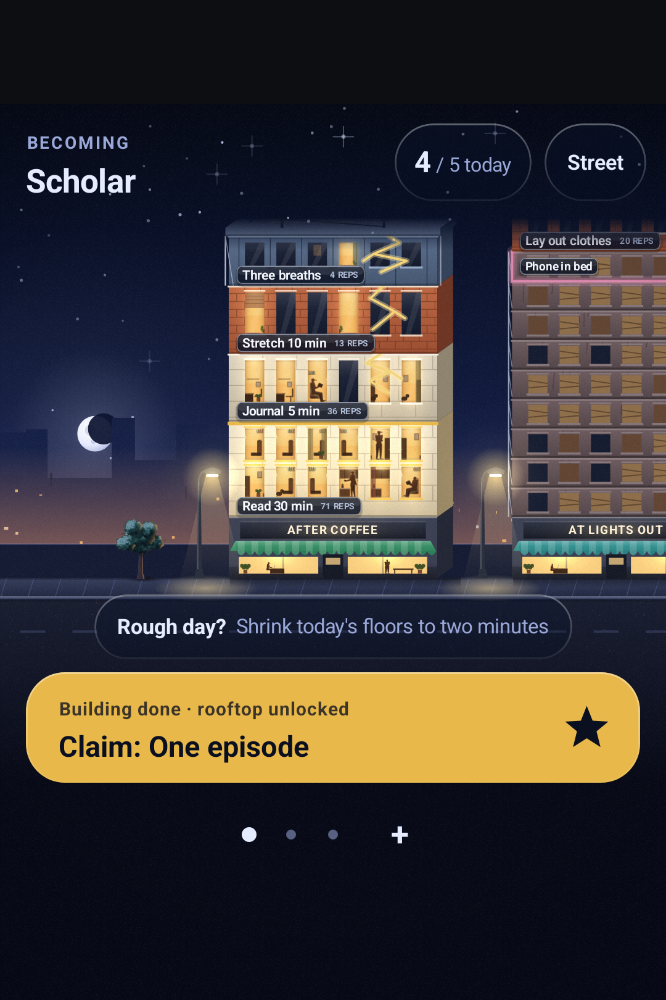 BECOMING
Scholar
4 / 5 today
Street
Three breaths 4 REPS
Stretch 10 min 13 REPS
Journal 5 min 36 REPS
Read 30 min 71 REPS
AFTER COFFEE
Lay out clothes 20 REPS
Phone in bed
AT LIGHTS OUT
Rough day? Shrink today's floors to two minutes
Building done · rooftop unlocked
Claim: One episode